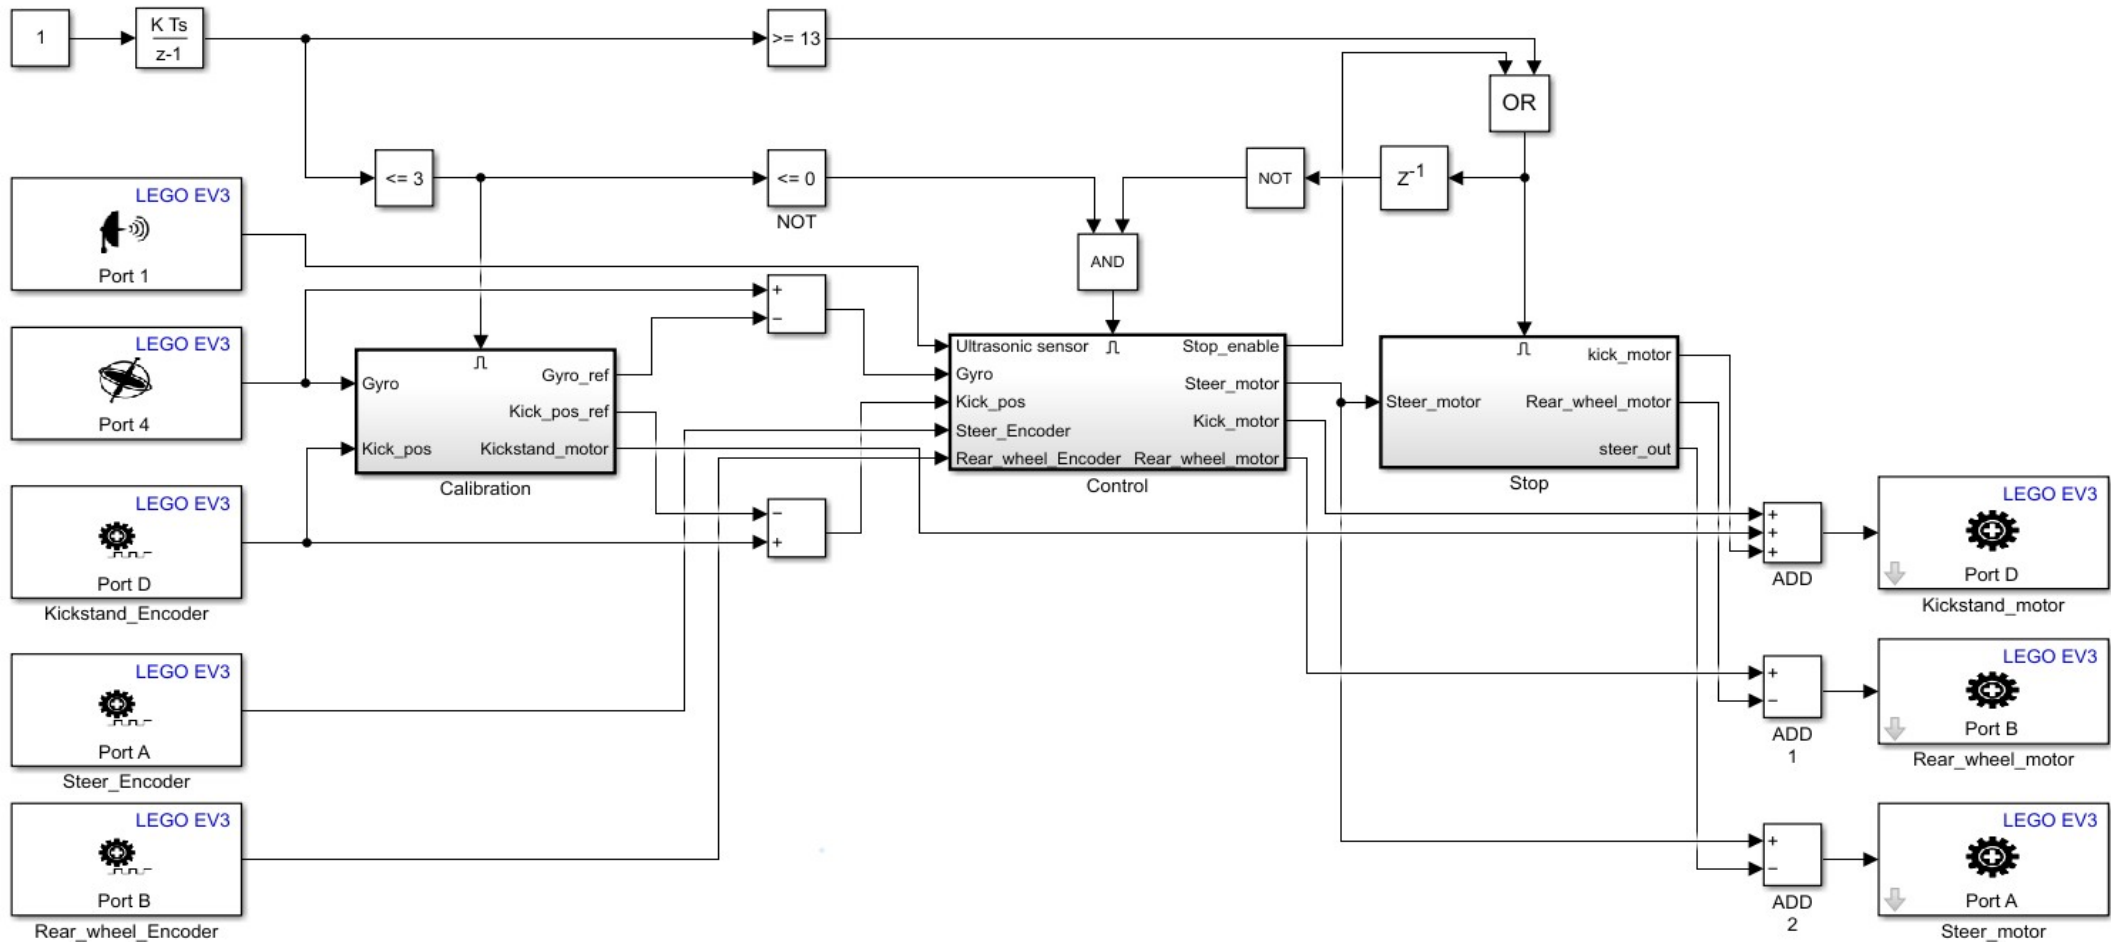 1
K Ts
z-1
>= 13
OR
<= 3
<= 0
NOT
NOT
Z-1
AND
LEGO EV3
Port 1
LEGO EV3
Port 4
LEGO EV3
Port D
Kickstand_Encoder
LEGO EV3
Port A
Steer_Encoder
LEGO EV3
Port B
Rear_wheel_Encoder
Gyro
Kick_pos
Gyro_ref
Kick_pos_ref
Kickstand_motor
Calibration
+
−
−
+
Ultrasonic sensor
Gyro
Kick_pos
Steer_Encoder
Rear_wheel_Encoder
Stop_enable
Steer_motor
Kick_motor
Rear_wheel_motor
Control
Steer_motor
kick_motor
Rear_wheel_motor
steer_out
Stop
+
+
+
ADD
LEGO EV3
Port D
Kickstand_motor
+
−
ADD
1
LEGO EV3
Port B
Rear_wheel_motor
+
−
ADD
2
LEGO EV3
Port A
Steer_motor